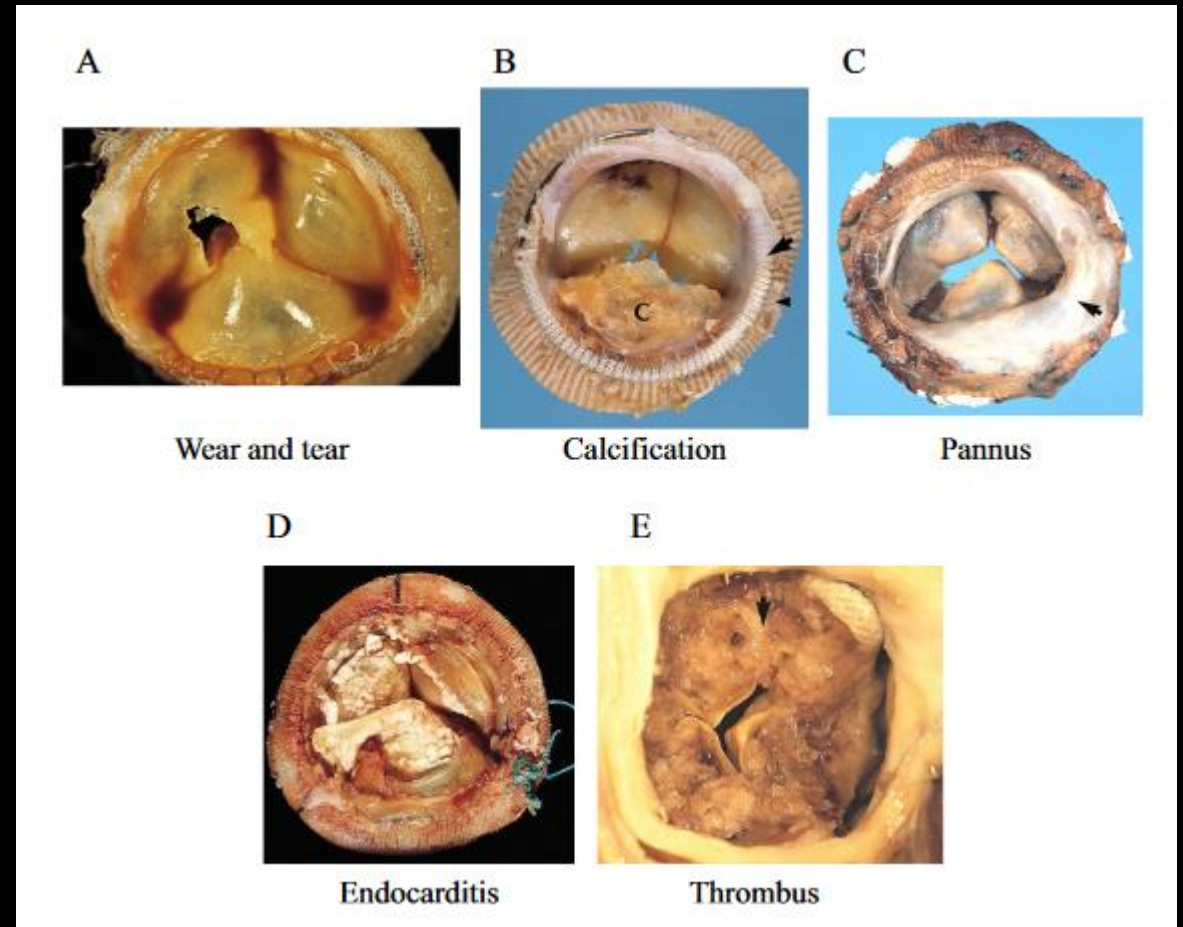 A
B
C
C
Wear and tear
Calcification
Pannus
D
E
Endocarditis
Thrombus